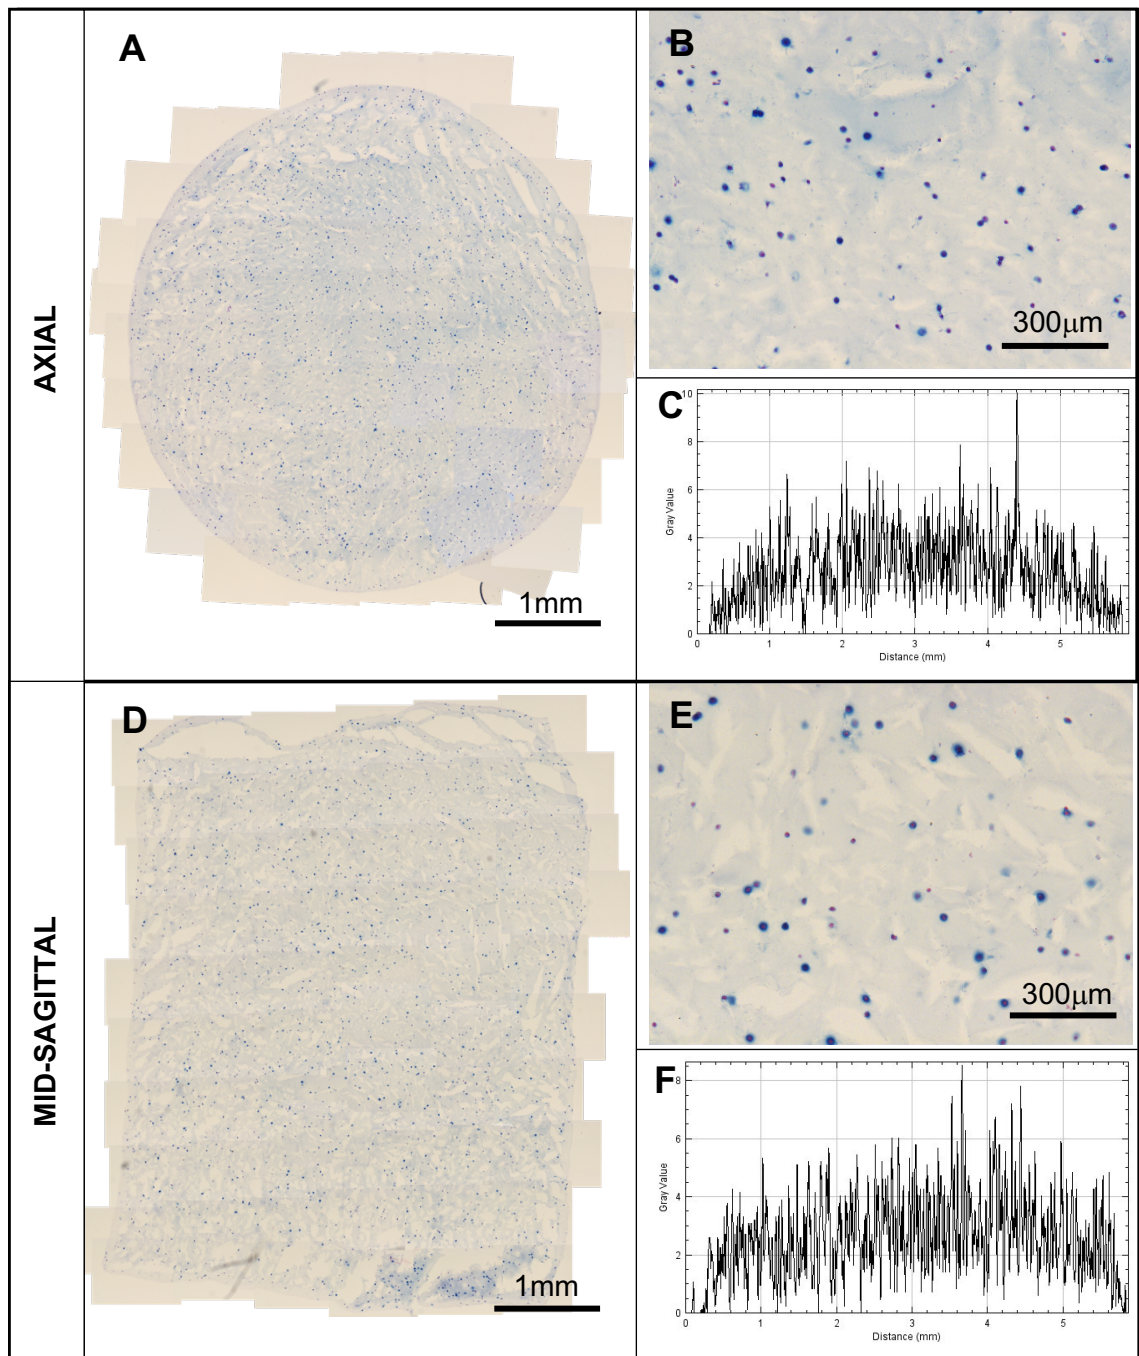 AXIAL
A
1mm
B
300μm
C
10
8
6
4
2
0
Gray Value
0 1 2 3 4 5
Distance (mm)
MID-SAGITTAL
D
1mm
E
300μm
F
8
6
4
2
0
Gray Value
0 1 2 3 4 5
Distance (mm)